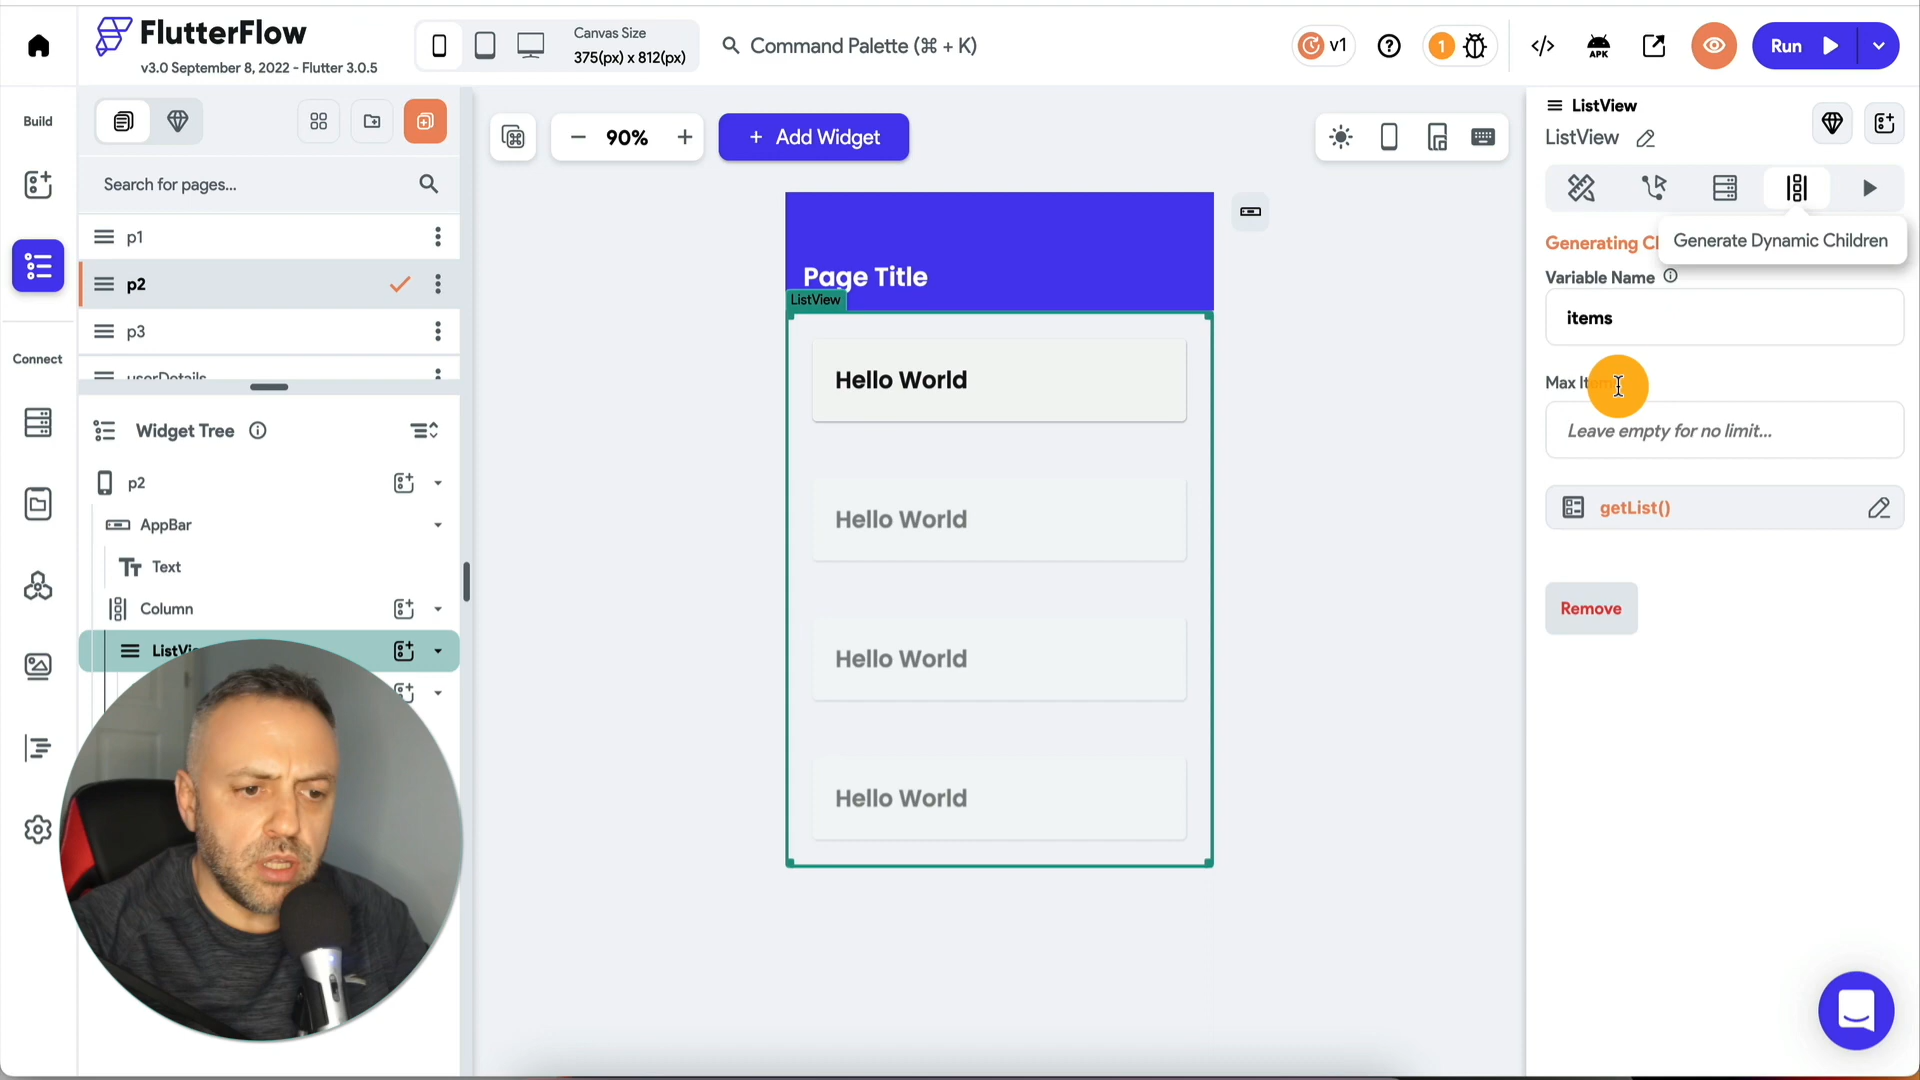 FlutterFlow
v3.0 September 8, 2022 - Flutter 3.0.5
Canvas Size
375(px) x 812(px)
Command Palette (⌘ + K)
v1
1
APK
Run
Build
Connect
Search for pages...
p1
p2
p3
userDetails
Widget Tree
p2
AppBar
Text
Column
90%
+ Add Widget
Page Title
ListView
Hello World
Hello World
Hello World
Hello World
ListView
ListView
Generate Dynamic Children
Generating
Variable Name
items
Max
Leave empty for no limit...
getList()
Remove